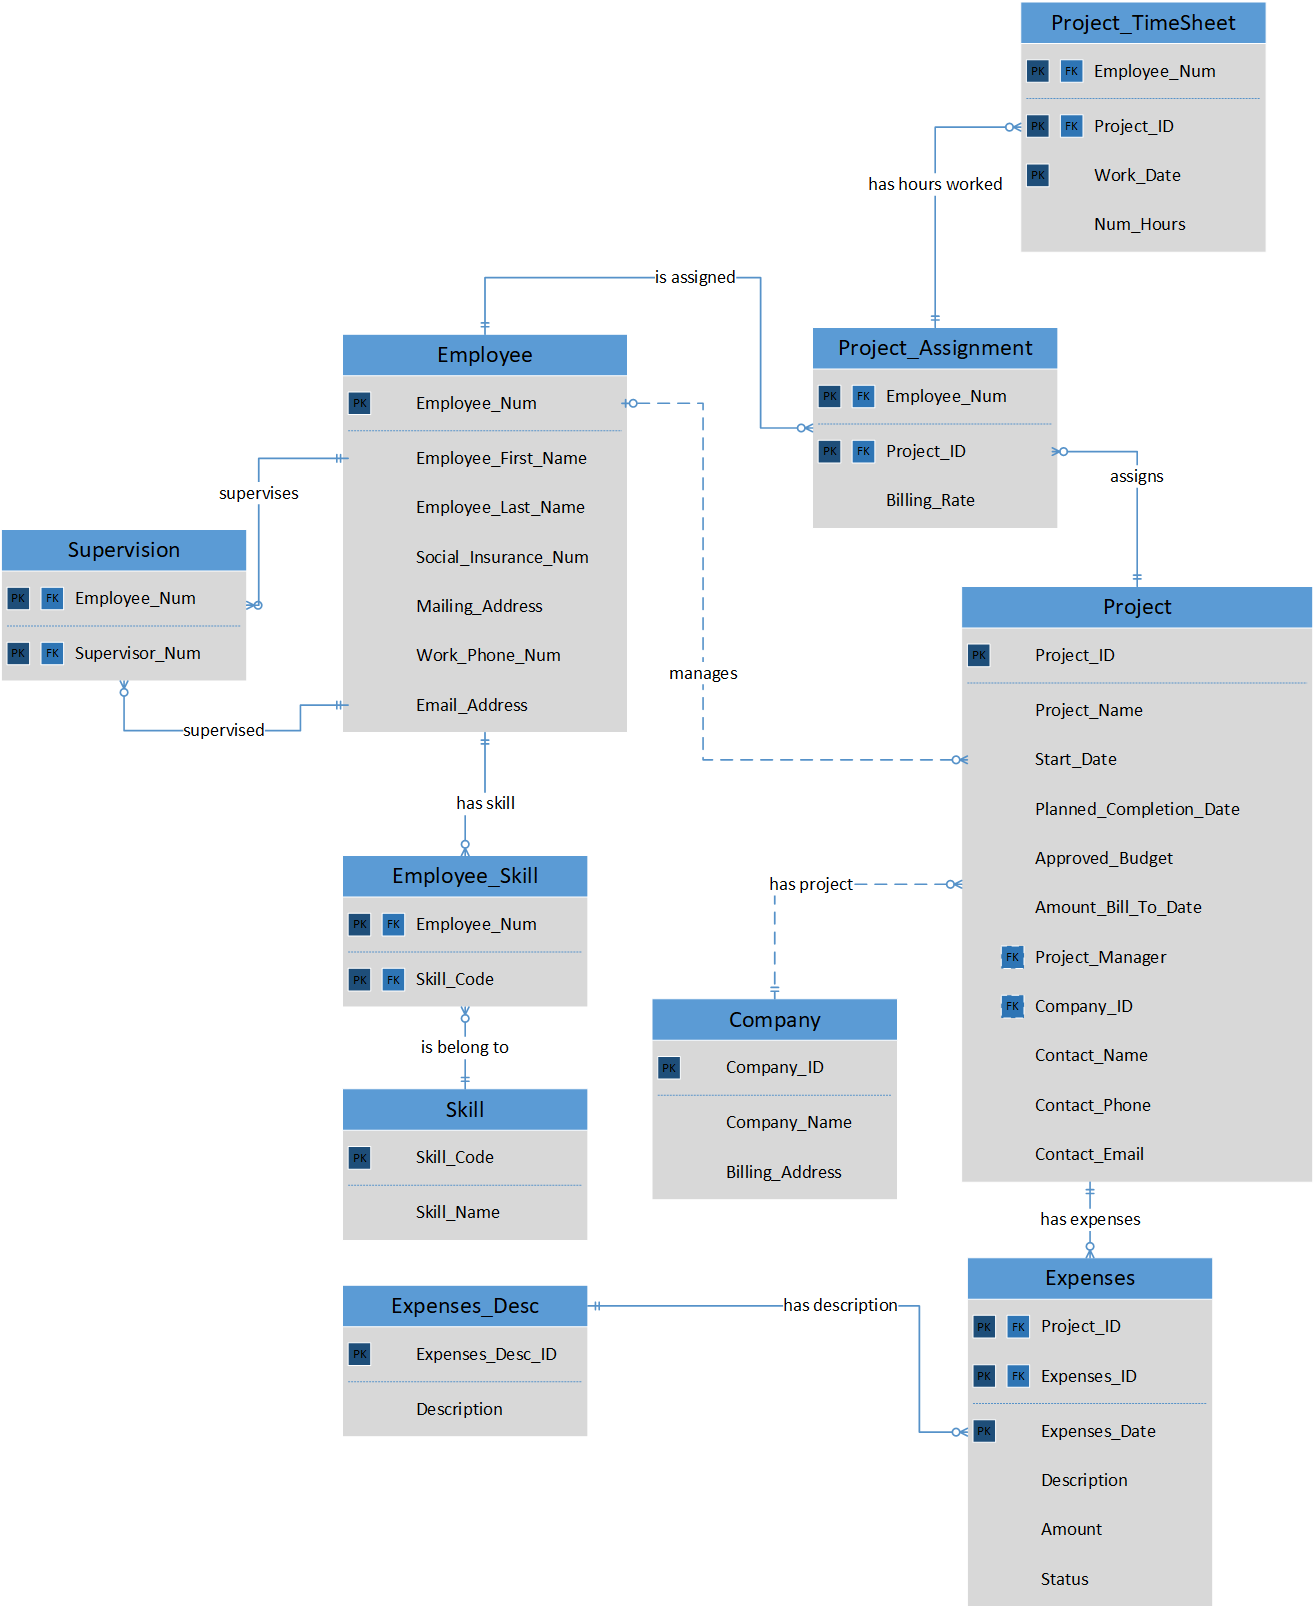 Project_TimeSheet
PK FK Employee_Num
PK FK Project_ID
PK Work_Date
Num_Hours
has hours worked
is assigned
Employee
PK Employee_Num
Employee_First_Name
Employee_Last_Name
Social_Insurance_Num
Mailing_Address
Work_Phone_Num
Email_Address
Project_Assignment
PK FK Employee_Num
PK FK Project_ID
Billing_Rate
supervises
assigns
Supervision
PK FK Employee_Num
PK FK Supervisor_Num
supervised
manages
Project
PK Project_ID
Project_Name
Start_Date
Planned_Completion_Date
Approved_Budget
Amount_Bill_To_Date
FK Project_Manager
FK Company_ID
Contact_Name
Contact_Phone
Contact_Email
has skill
Employee_Skill
PK FK Employee_Num
PK FK Skill_Code
is belong to
Skill
PK Skill_Code
Skill_Name
has project
Company
PK Company_ID
Company_Name
Billing_Address
has expenses
Expenses_Desc
PK Expenses_Desc_ID
Description
has description
Expenses
PK FK Project_ID
PK FK Expenses_ID
PK Expenses_Date
Description
Amount
Status